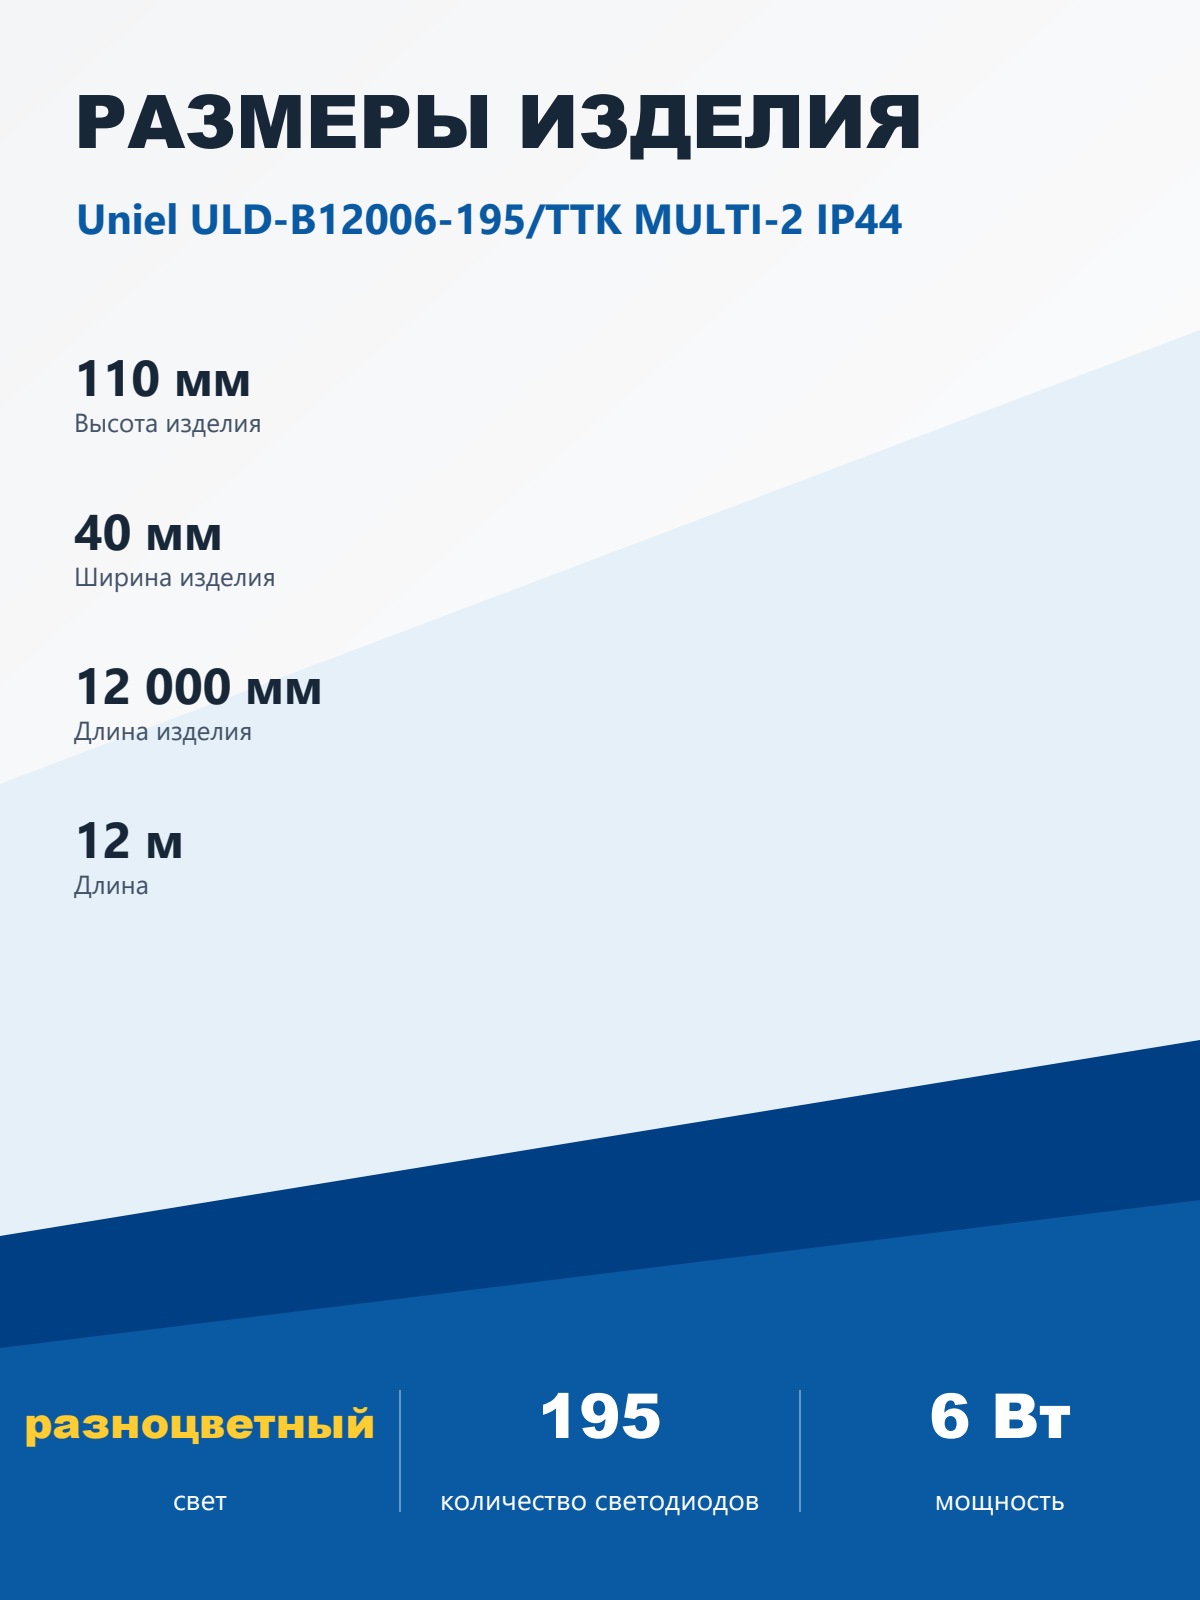 РАЗМЕРЫ ИЗДЕЛИЯ
Uniel ULD-B12006-195/TTK MULTI-2 IP44
110 мм
Высота изделия
40 мм
Ширина изделия
12 000 мм
Длина изделия
12 м
Длина
разноцветный
свет
195
количество светодиодов
6 Вт
мощность